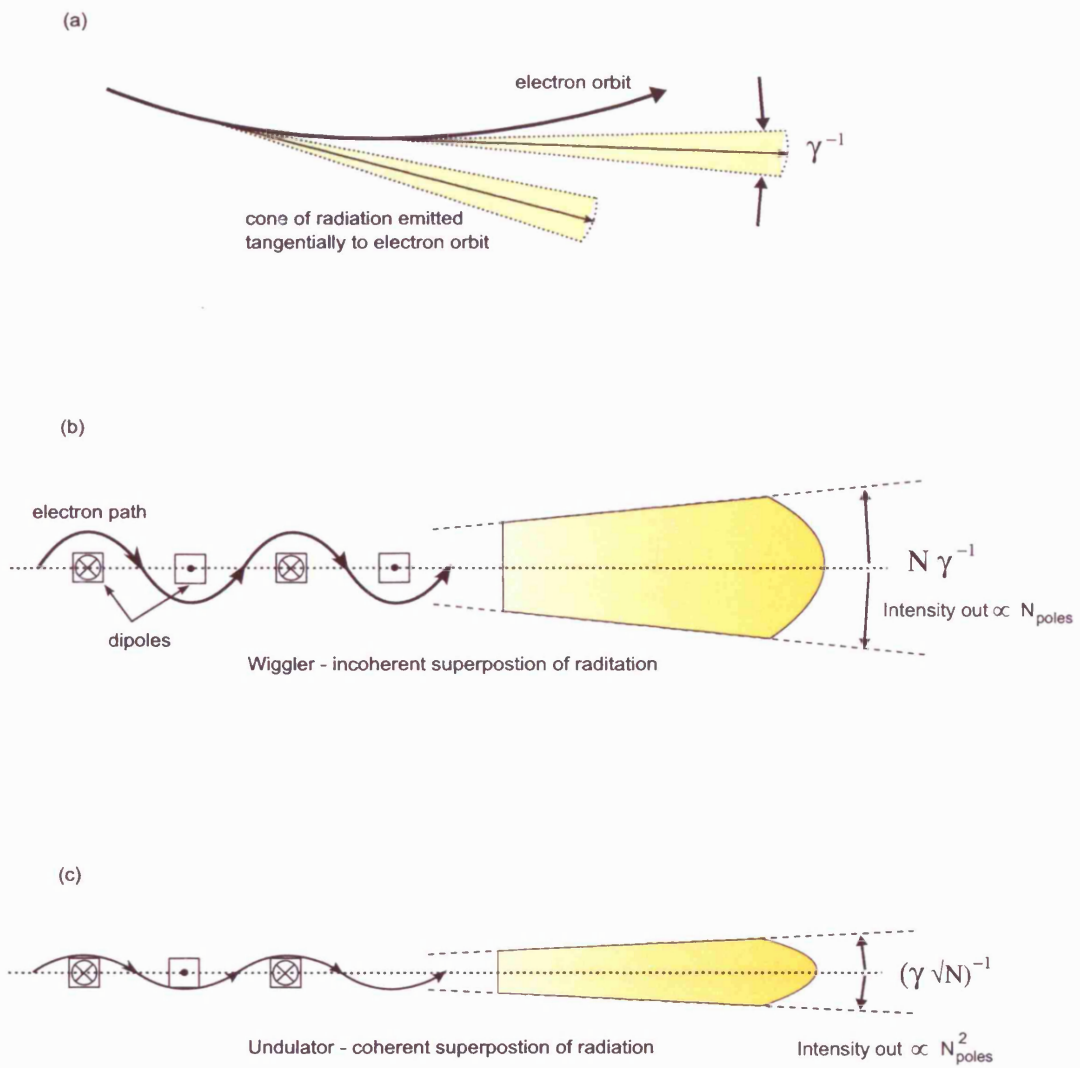 (a)
electron orbit
γ⁻¹
cone of radiation emitted
tangentially to electron orbit
(b)
electron path
N γ⁻¹
Intensity out ∝ N_poles
dipoles
Wiggler - incoherent superpostion of raditation
(c)
(γ √N)⁻¹
Undulator - coherent superpostion of radiation
Intensity out ∝ N²_poles